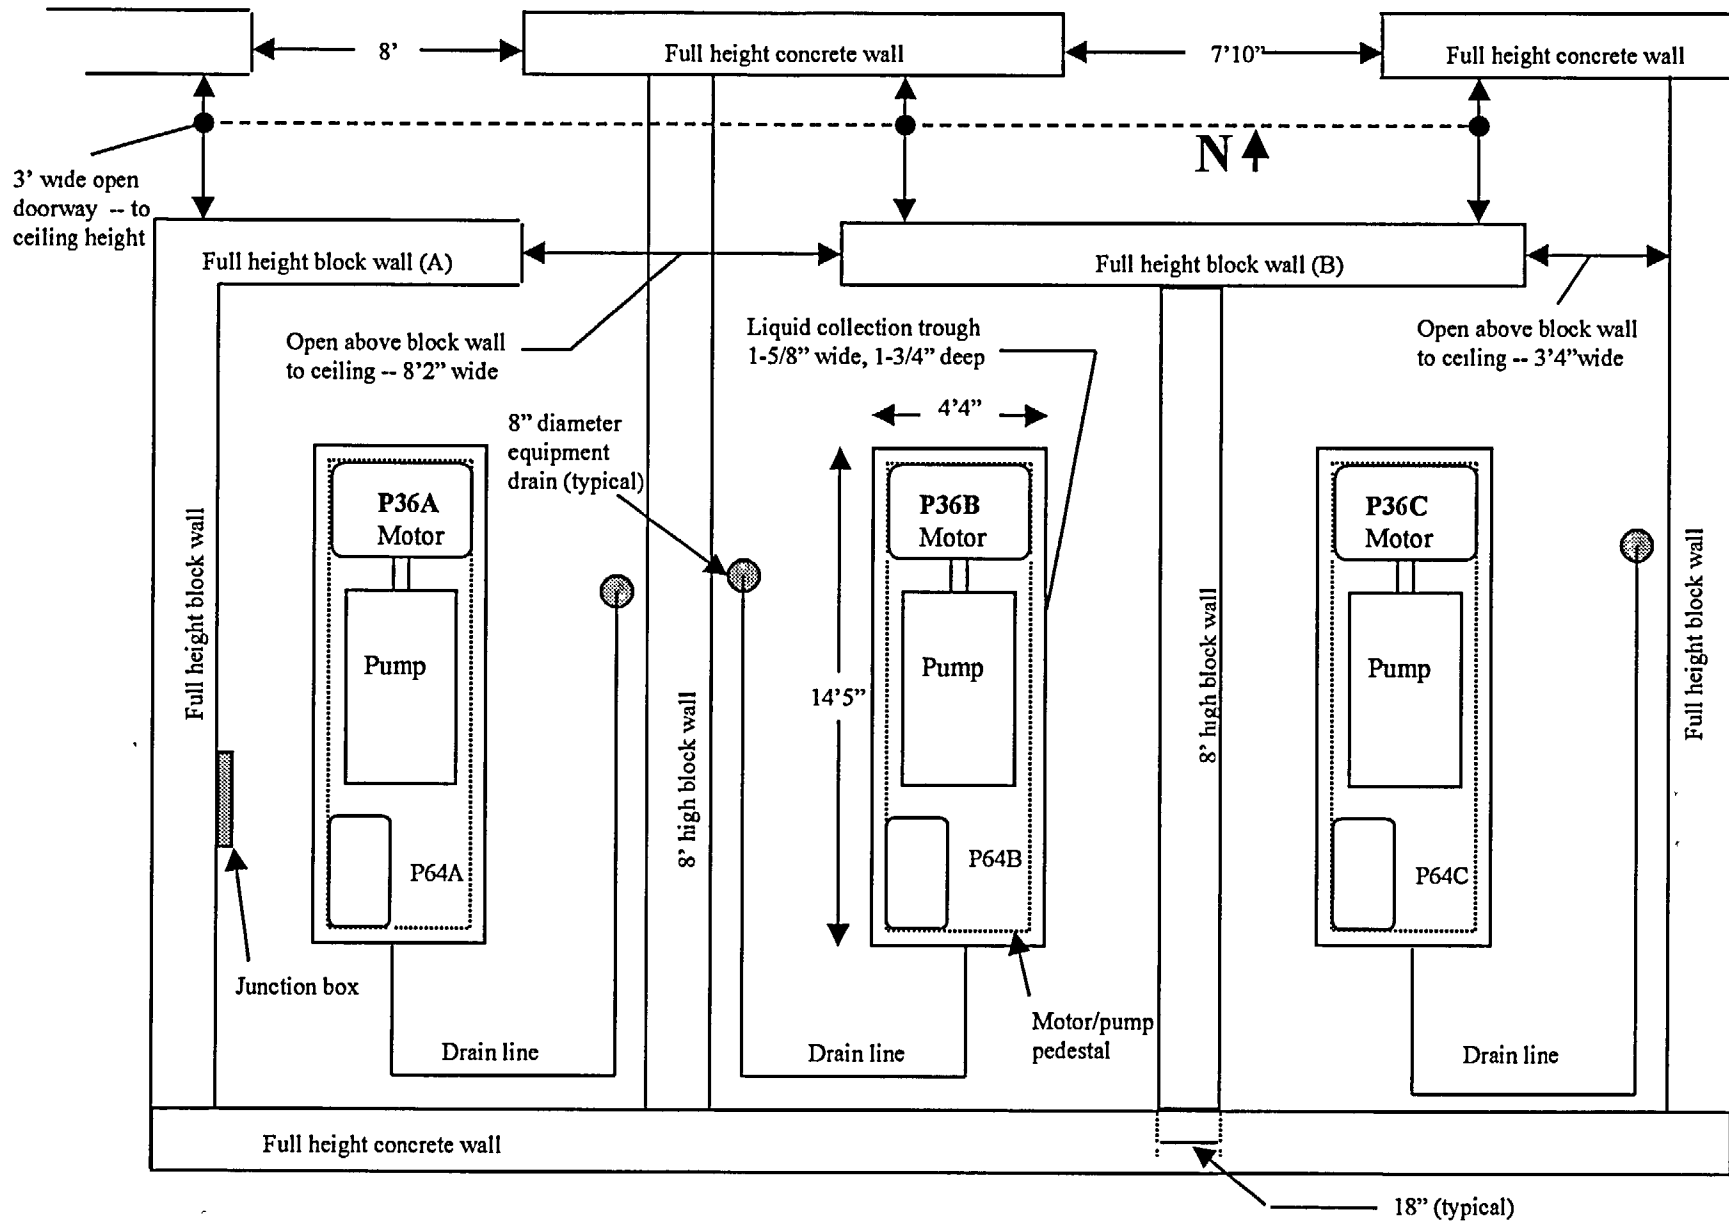 8'
Full height concrete wall
7'10"
Full height concrete wall
N
3' wide open
doorway -- to
ceiling height
Full height block wall (A)
Full height block wall (B)
Open above block wall
to ceiling -- 8'2" wide
Liquid collection trough
1-5/8" wide, 1-3/4" deep
Open above block wall
to ceiling -- 3'4"wide
4'4"
8" diameter
equipment
drain (typical)
P36A
Motor
P36B
Motor
P36C
Motor
Full height block wall
Pump
8' high block wall
14'5"
Pump
8' high block wall
Pump
Full height block wall
P64A
P64B
P64C
Junction box
Motor/pump
pedestal
Drain line
Drain line
Drain line
Full height concrete wall
18" (typical)